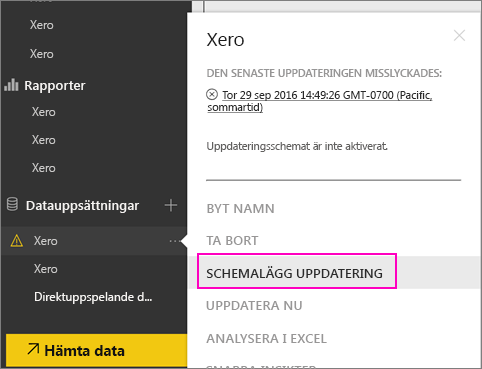 Xero
Xero
Rapporter
Xero
Xero
Xero
Datauppsättningar
Xero
Xero
Direktuppspelande d...
Hämta data
Xero
DEN SENASTE UPPDATERINGEN MISSLYCKADES:
Tor 29 sep 2016 14:49:26 GMT-0700 (Pacific,
sommartid)
Uppdateringsschemat är inte aktiverat.
BYT NAMN
TA BORT
SCHEMALÄGG UPPDATERING
UPPDATERA NU
ANALYSERA I EXCEL
SNABBA INSIKTER